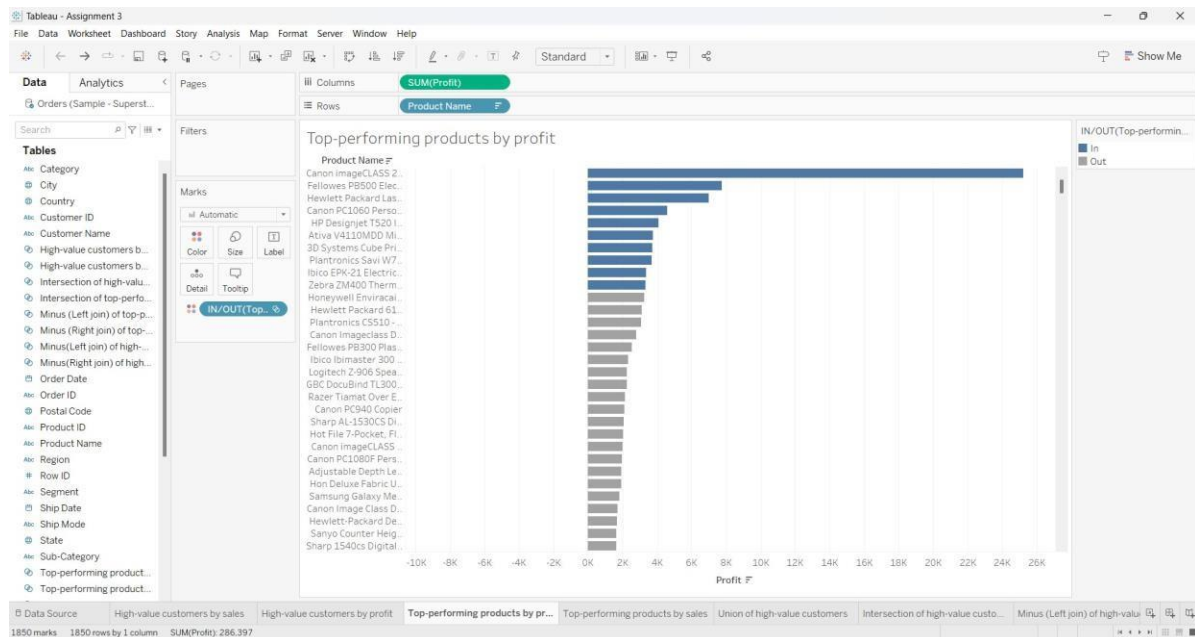 Tableau - Assignment 3
File Data Worksheet Dashboard Story Analysis Map Format Server Window Help
Standard
Show Me
Data Analytics
Orders (Sample - Superst...
Search
Tables
Abc Category
City
Country
Abc Customer ID
Abc Customer Name
High-value customers b...
High-value customers b...
Intersection of high-valu...
Intersection of top-perfo...
Minus (Left join) of top-p...
Minus (Right join) of top-...
Minus(Left join) of high-...
Minus(Right join) of high...
Order Date
Abc Order ID
Postal Code
Abc Product ID
Abc Product Name
Abc Region
# Row ID
Abc Segment
Ship Date
Abc Ship Mode
State
Abc Sub-Category
Top-performing product...
Top-performing product...
Pages
Filters
Marks
Automatic
Color Size Label
Detail Tooltip
IN/OUT(Top...
Columns SUM(Profit)
Rows Product Name
Top-performing products by profit
Product Name
Canon imageCLASS 2...
Fellowes PB500 Elec...
Hewlett Packard Las...
Canon PC1060 Perso...
HP Designjet T520 I...
Ativa V4110MDD Mi...
3D Systems Cube Pri...
Plantronics Savi W7...
Ibico EPK-21 Electric...
Zebra ZM400 Therm...
Honeywell Enviracai...
Hewlett Packard 61...
Plantronics CS510 -...
Canon Imageclass D...
Fellowes PB300 Plas...
Ibico Ibimaster 300 ...
Logitech Z-906 Spea...
GBC DocuBind TL300...
Razer Tiamat Over E...
Canon PC940 Copier
Sharp AL-1530CS Di...
Hot File 7-Pocket, Fl...
Canon imageCLASS ...
Canon PC1080F Pers...
Adjustable Depth Le...
Hon Deluxe Fabric U...
Samsung Galaxy Me...
Canon Image Class D...
Hewlett-Packard De...
Sanyo Counter Heig...
Sharp 1540cs Digital...
-10K -8K -6K -4K -2K 0K 2K 4K 6K 8K 10K 12K 14K 16K 18K 20K 22K 24K 26K
Profit
IN/OUT(Top-performin...
In
Out
Data Source High-value customers by sales High-value customers by profit Top-performing products by pr... Top-performing products by sales Union of high-value customers Intersection of high-value custo... Minus (Left join) of high-valu
1850 marks 1850 rows by 1 column SUM(Profit): 286,397